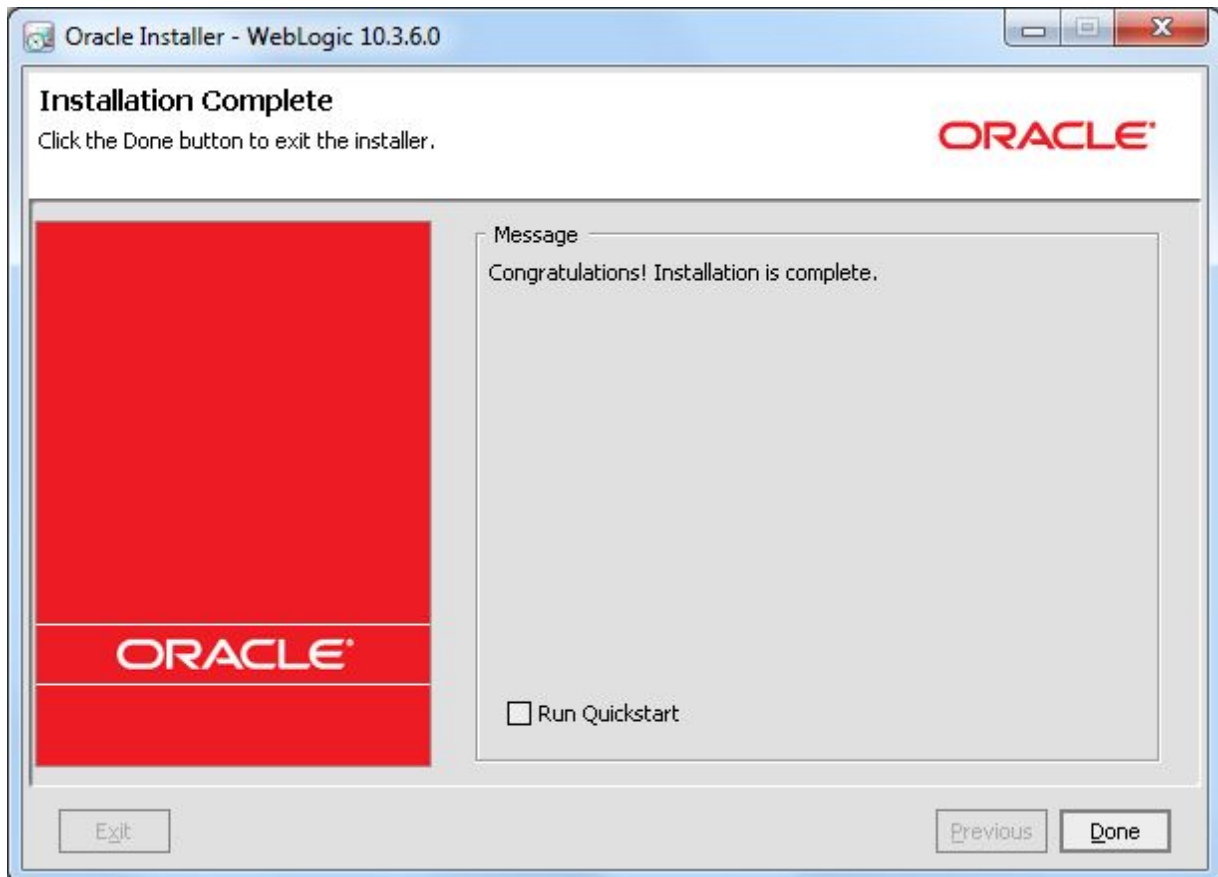 Oracle Installer - WebLogic 10.3.6.0
Installation Complete
Click the Done button to exit the installer.
ORACLE
Message
Congratulations! Installation is complete.
ORACLE
Run Quickstart
Exit
Previous
Done